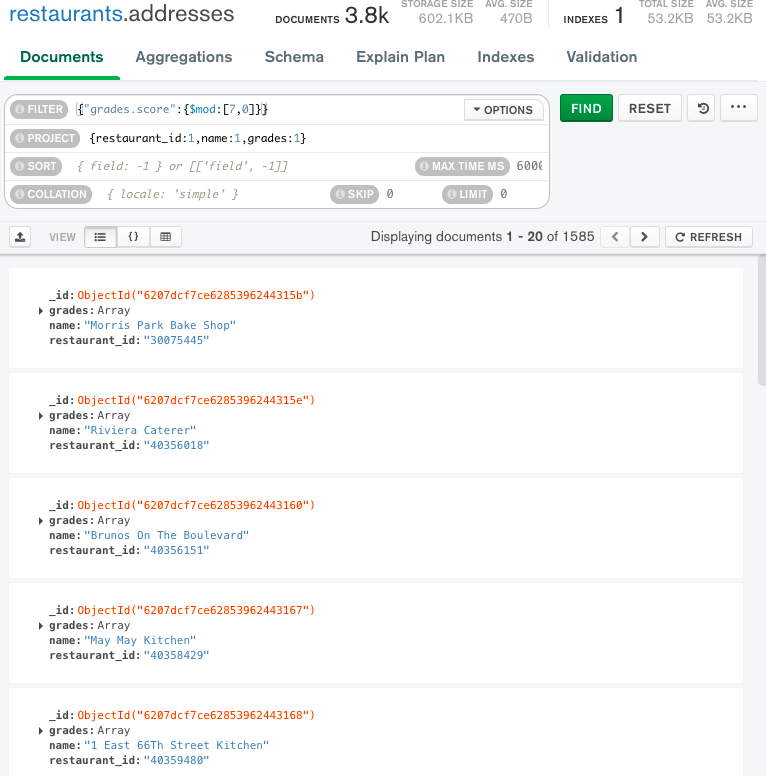 restaurants.addresses
DOCUMENTS 3.8k
STORAGE SIZE AVG. SIZE
602.1KB 470B
INDEXES 1
TOTAL SIZE AVG. SIZE
53.2KB 53.2KB
Documents Aggregations Schema Explain Plan Indexes Validation
FILTER {"grades.score":{$mod:[7,0]}}
OPTIONS
FIND RESET ...
PROJECT {restaurant_id:1,name:1,grades:1}
SORT { field: -1 } or [['field', -1]] MAX TIME MS 6000
COLLATION { locale: 'simple' } SKIP 0 LIMIT 0
VIEW {} Displaying documents 1 - 20 of 1585 < > REFRESH
_id:ObjectId("6207dcf7ce6285396244315b")
grades:Array
name:"Morris Park Bake Shop"
restaurant_id:"30075445"
_id:ObjectId("6207dcf7ce6285396244315e")
grades:Array
name:"Riviera Caterer"
restaurant_id:"40356018"
_id:ObjectId("6207dcf7ce62853962443160")
grades:Array
name:"Brunos On The Boulevard"
restaurant_id:"40356151"
_id:ObjectId("6207dcf7ce62853962443167")
grades:Array
name:"May May Kitchen"
restaurant_id:"40358429"
_id:ObjectId("6207dcf7ce62853962443168")
grades:Array
name:"1 East 66Th Street Kitchen"
restaurant_id:"40359480"